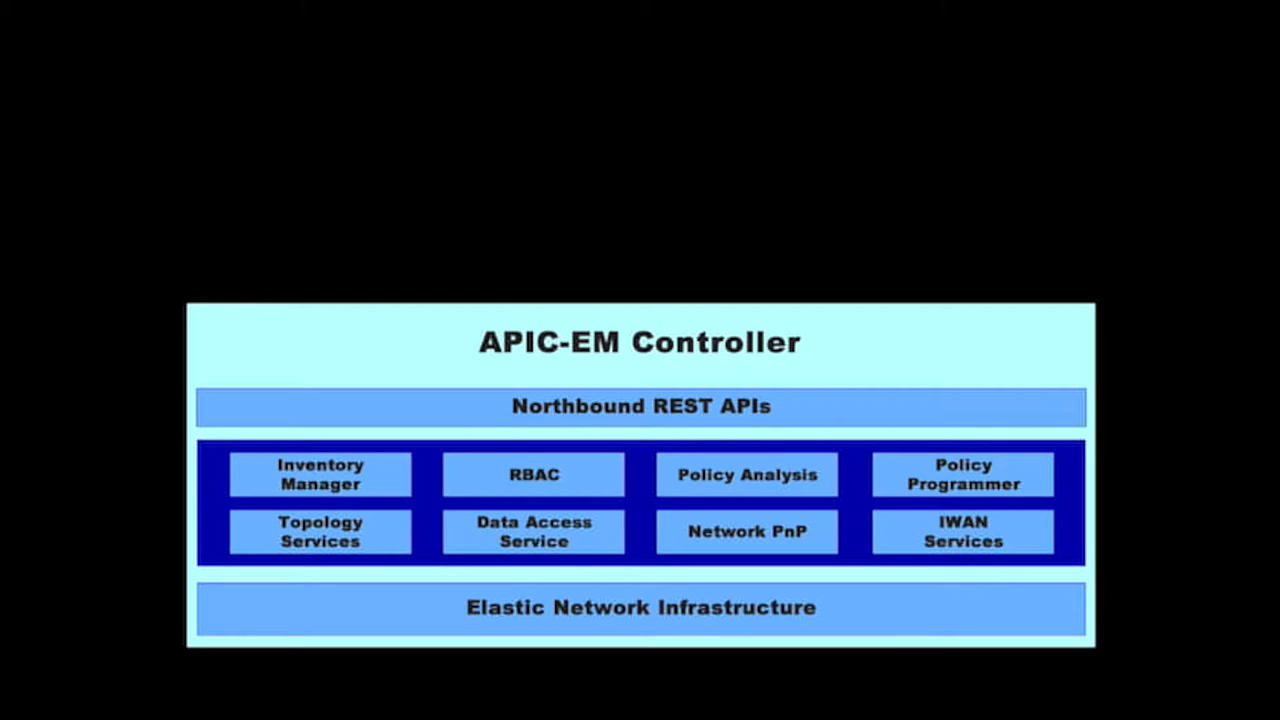 APIC-EM Controller
Northbound REST APIs
Inventory
Manager
RBAC
Policy Analysis
Policy
Programmer
Topology
Services
Data Access
Service
Network PnP
IWAN
Services
Elastic Network Infrastructure